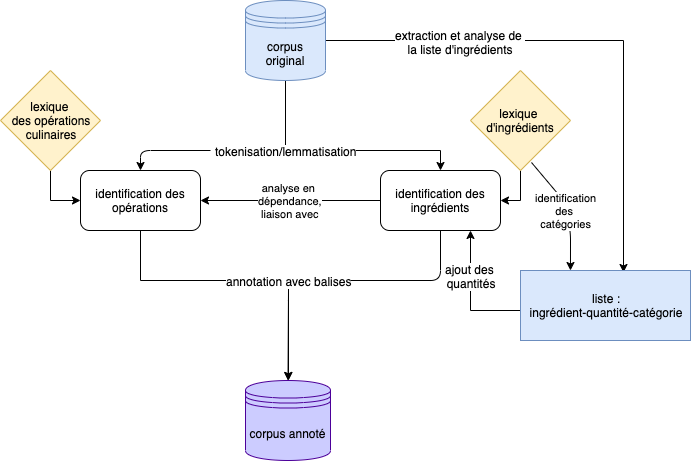 corpus
original
extraction et analyse de
la liste d'ingrédients
lexique
des opérations
culinaires
lexique
d'ingrédients
tokenisation/lemmatisation
identification des
opérations
analyse en
dépendance,
liaison avec
identification des
ingrédients
identification
des
catégories
ajout des
quantités
annotation avec balises
liste :
ingrédient-quantité-catégorie
corpus annoté